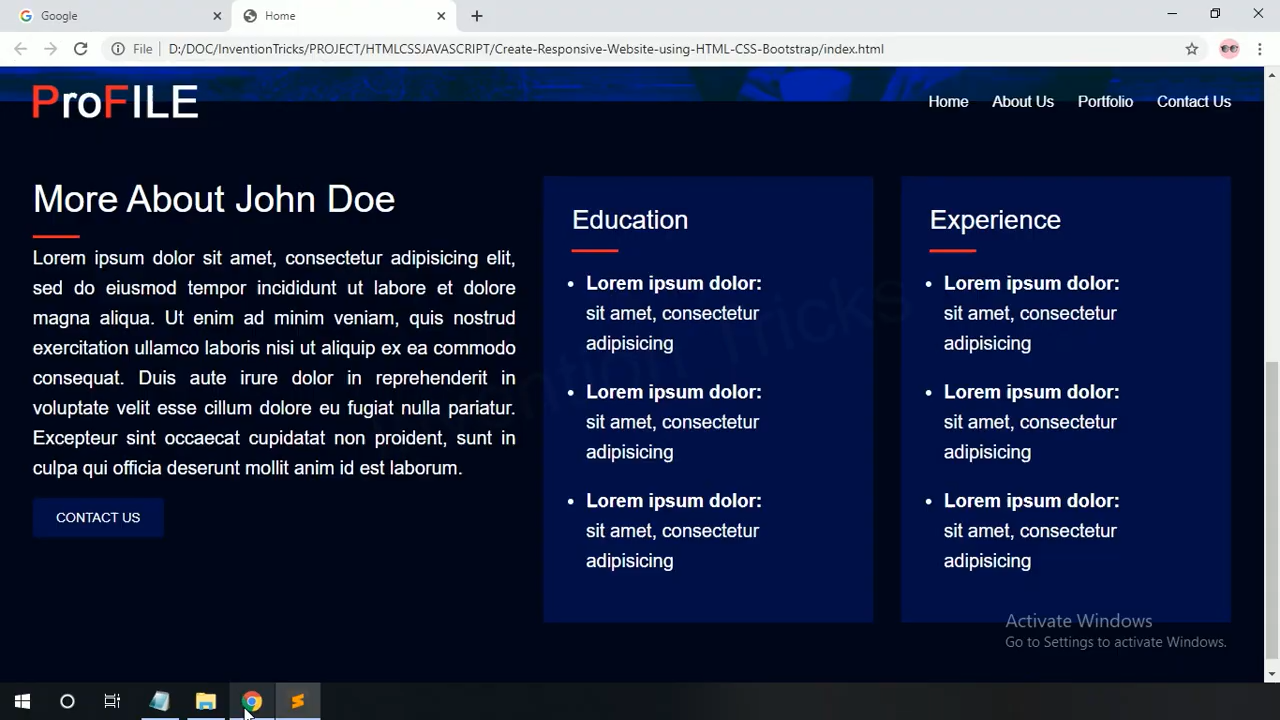 Google
Home
File
D:/DOC/InventionTricks/PROJECT/HTMLCSSJAVASCRIPT/Create-Responsive-Website-using-HTML-CSS-Bootstrap/index.html
ProFILE
Home
About Us
Portfolio
Contact Us
More About John Doe
Lorem ipsum dolor sit amet, consectetur adipisicing elit,
sed do eiusmod tempor incididunt ut labore et dolore
magna aliqua. Ut enim ad minim veniam, quis nostrud
exercitation ullamco laboris nisi ut aliquip ex ea commodo
consequat. Duis aute irure dolor in reprehenderit in
voluptate velit esse cillum dolore eu fugiat nulla pariatur.
Excepteur sint occaecat cupidatat non proident, sunt in
culpa qui officia deserunt mollit anim id est laborum.
CONTACT US
Education
Lorem ipsum dolor:
sit amet, consectetur
adipisicing
Lorem ipsum dolor:
sit amet, consectetur
adipisicing
Lorem ipsum dolor:
sit amet, consectetur
adipisicing
Experience
Lorem ipsum dolor:
sit amet, consectetur
adipisicing
Lorem ipsum dolor:
sit amet, consectetur
adipisicing
Lorem ipsum dolor:
sit amet, consectetur
adipisicing
Invention Tricks
Activate Windows
Go to Settings to activate Windows.